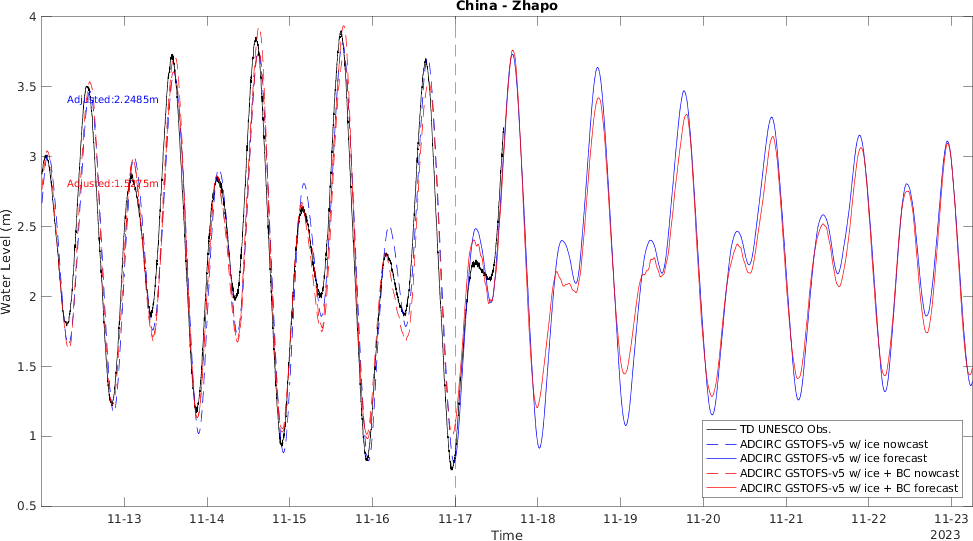 China - Zhapo
4
3.5
3
2.5
2
1.5
1
0.5
Water Level (m)
Adjusted:2.2485m
11-13
11-14
11-15
11-16
11-17
11-18
11-19
11-20
11-21
11-22
11-23
2023
Time
TD UNESCO Obs.
ADCIRC GSTOFS-v5 w/ ice nowcast
ADCIRC GSTOFS-v5 w/ ice forecast
ADCIRC GSTOFS-v5 w/ ice + BC nowcast
ADCIRC GSTOFS-v5 w/ ice + BC forecast